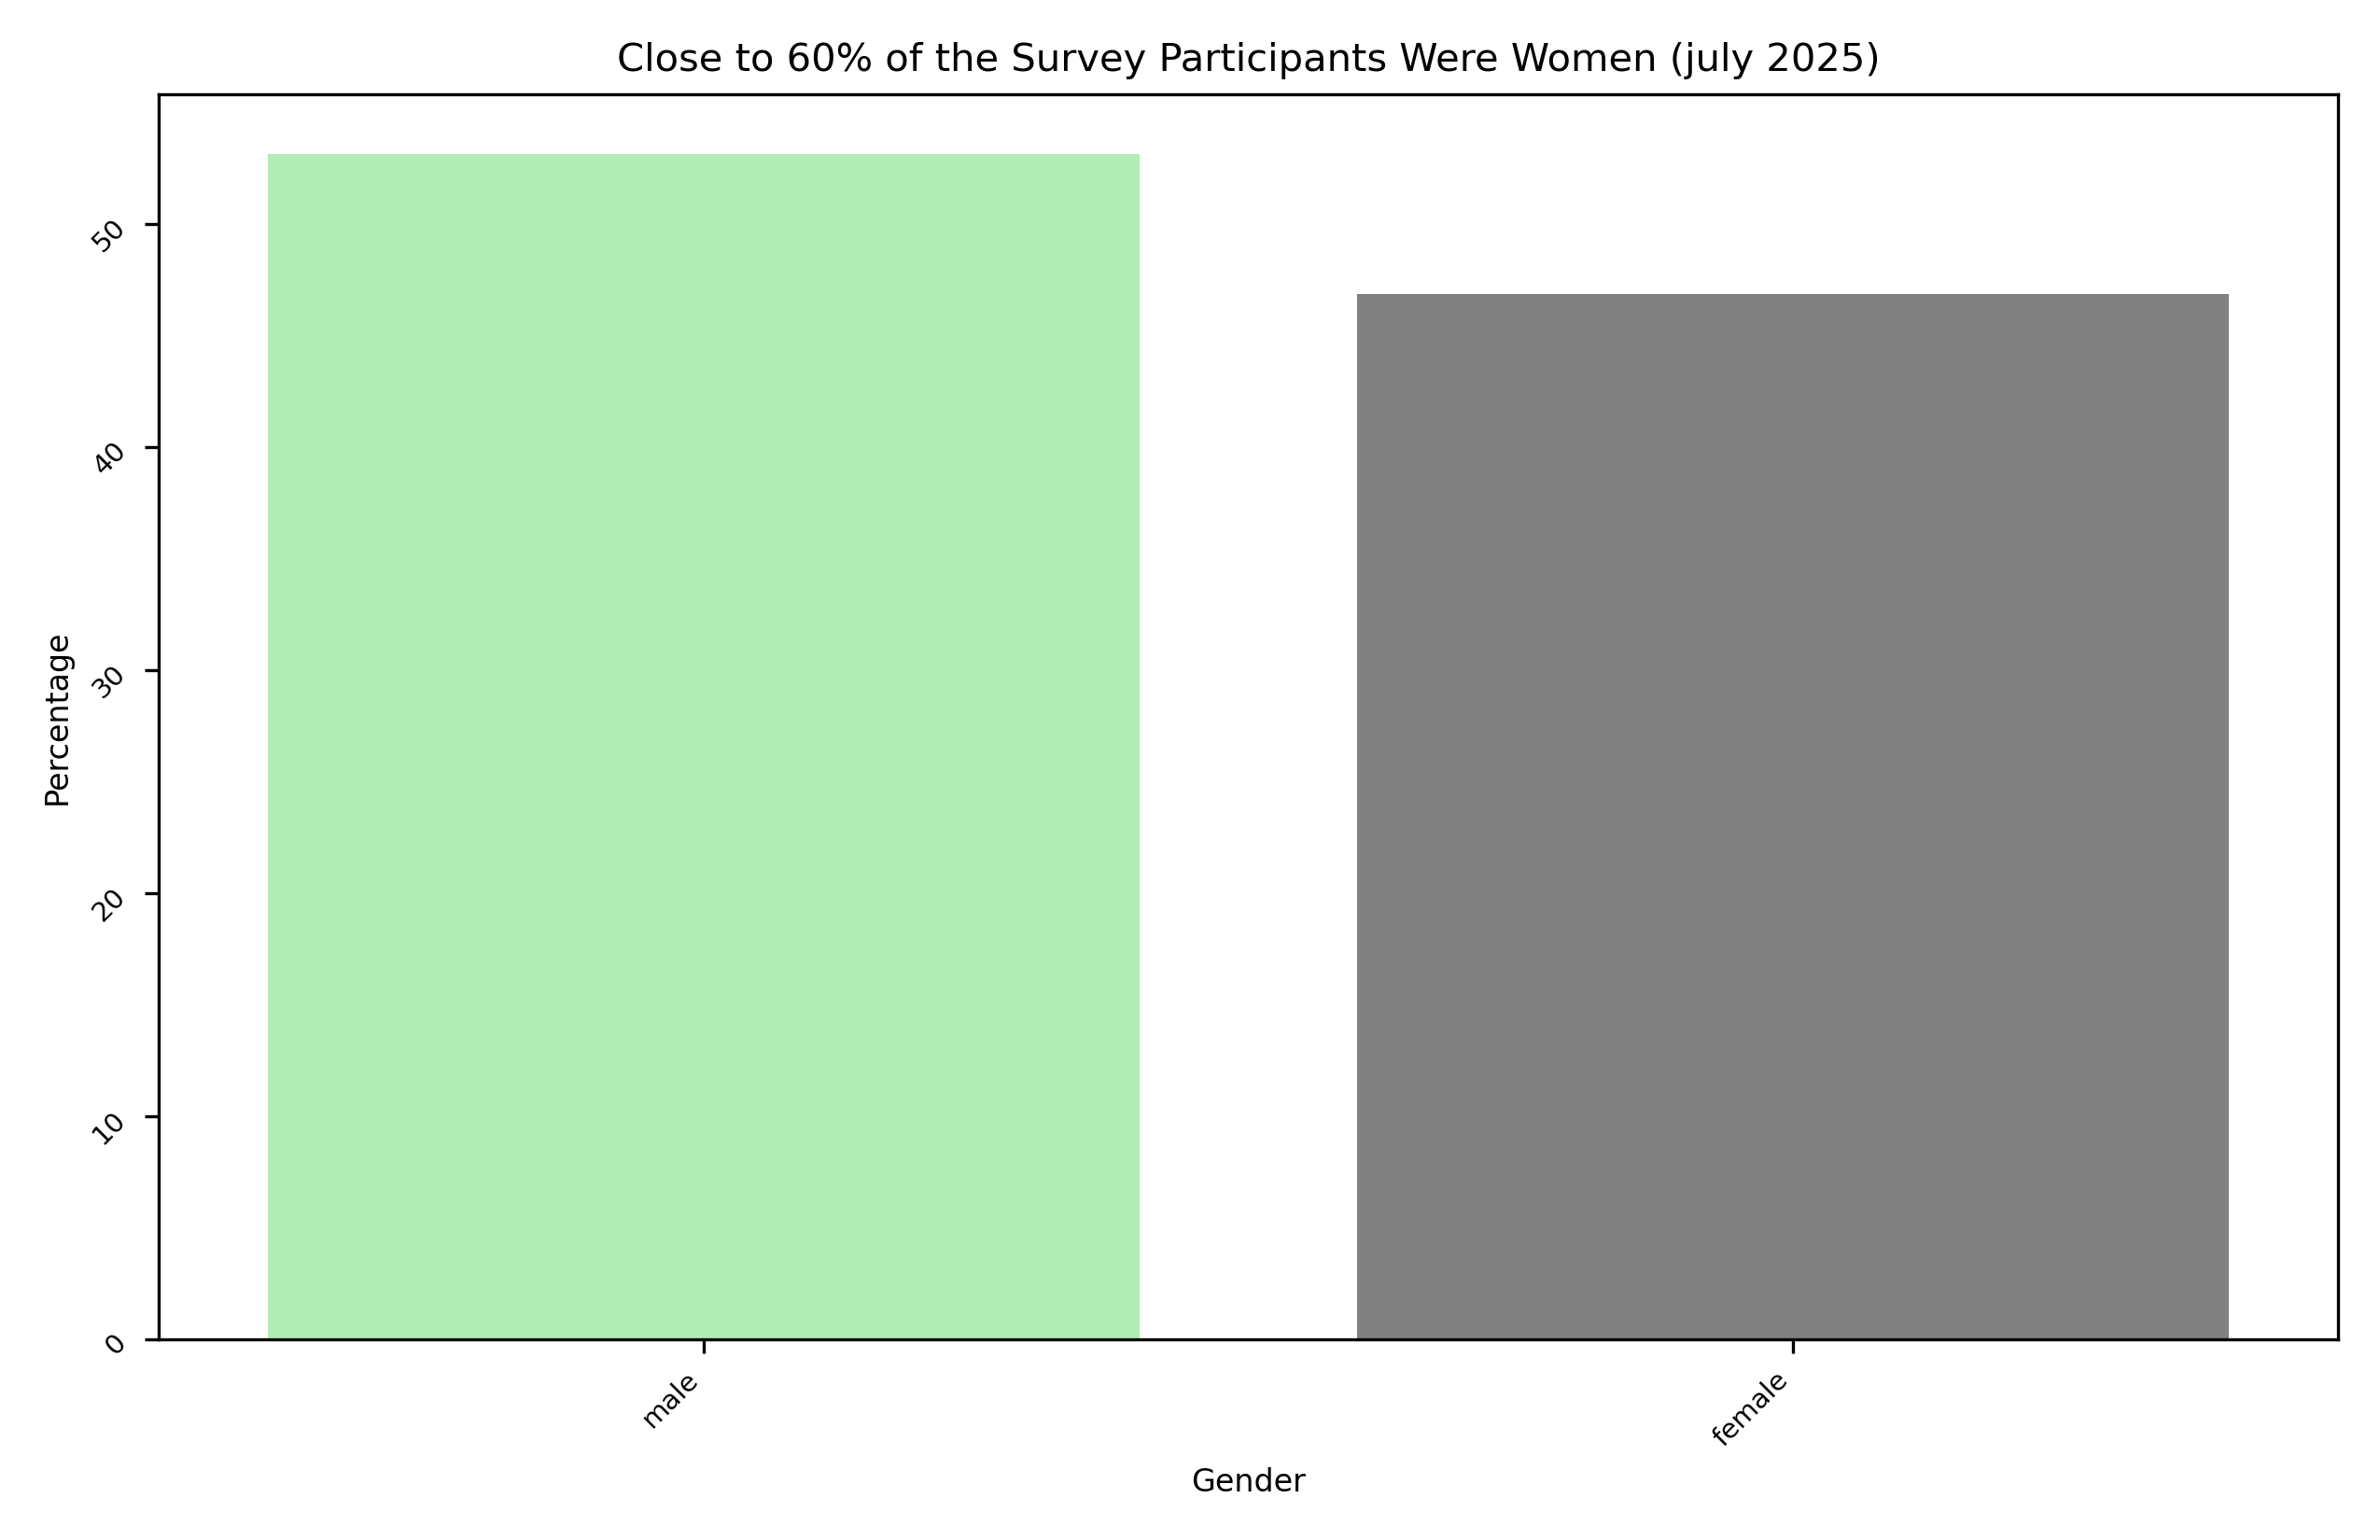 Close to 60% of the Survey Participants Were Women (july 2025)
Percentage
50
40
30
20
10
0
male
female
Gender